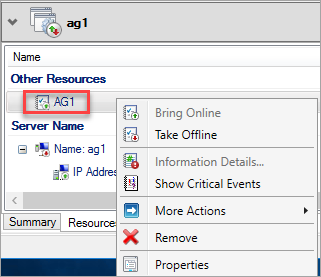 ag1
Name
Other Resources
AG1
Server Name
Name: ag1
IP Addres
Summary
Resource
Bring Online
Take Offline
Information Details...
Show Critical Events
More Actions
Remove
Properties